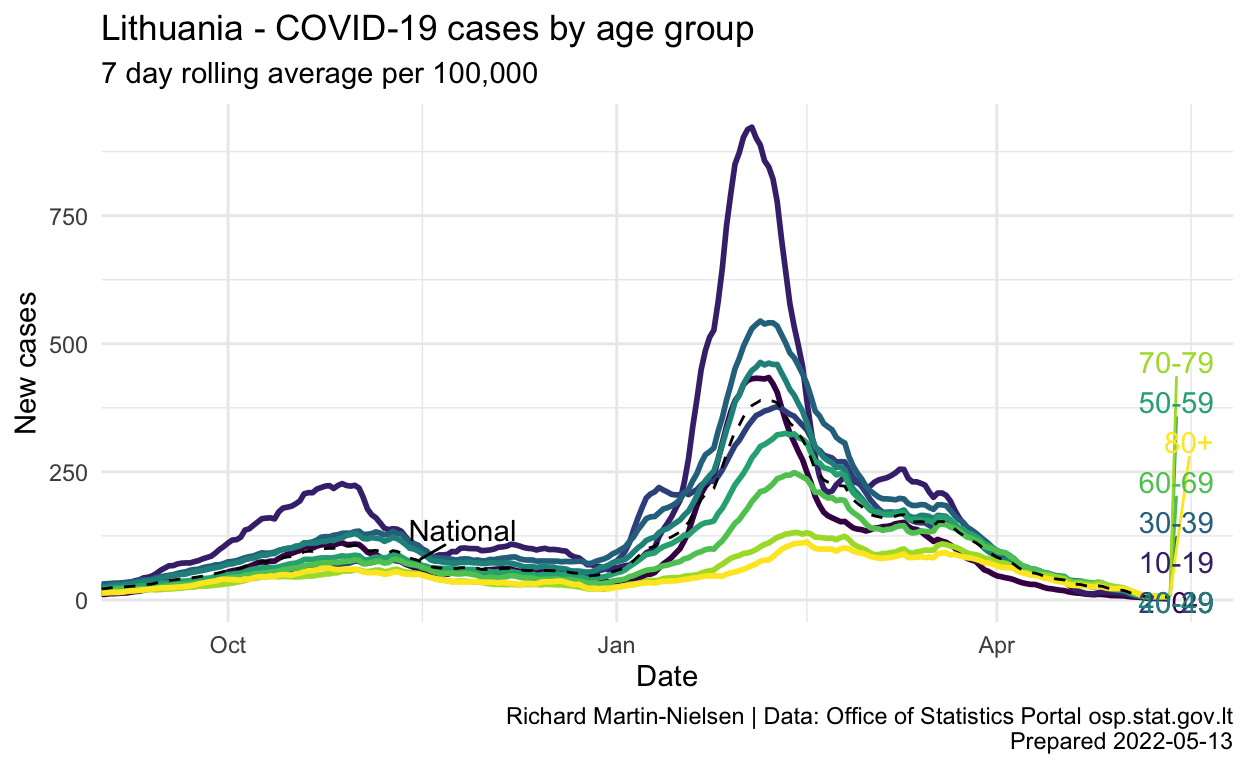 Lithuania - COVID-19 cases by age group
7 day rolling average per 100,000
New cases
750
500
250
0
National
70-79
50-59
80+
60-69
30-39
10-19
Oct
Jan
Apr
Date
Richard Martin-Nielsen | Data: Office of Statistics Portal osp.stat.gov.lt
Prepared 2022-05-13